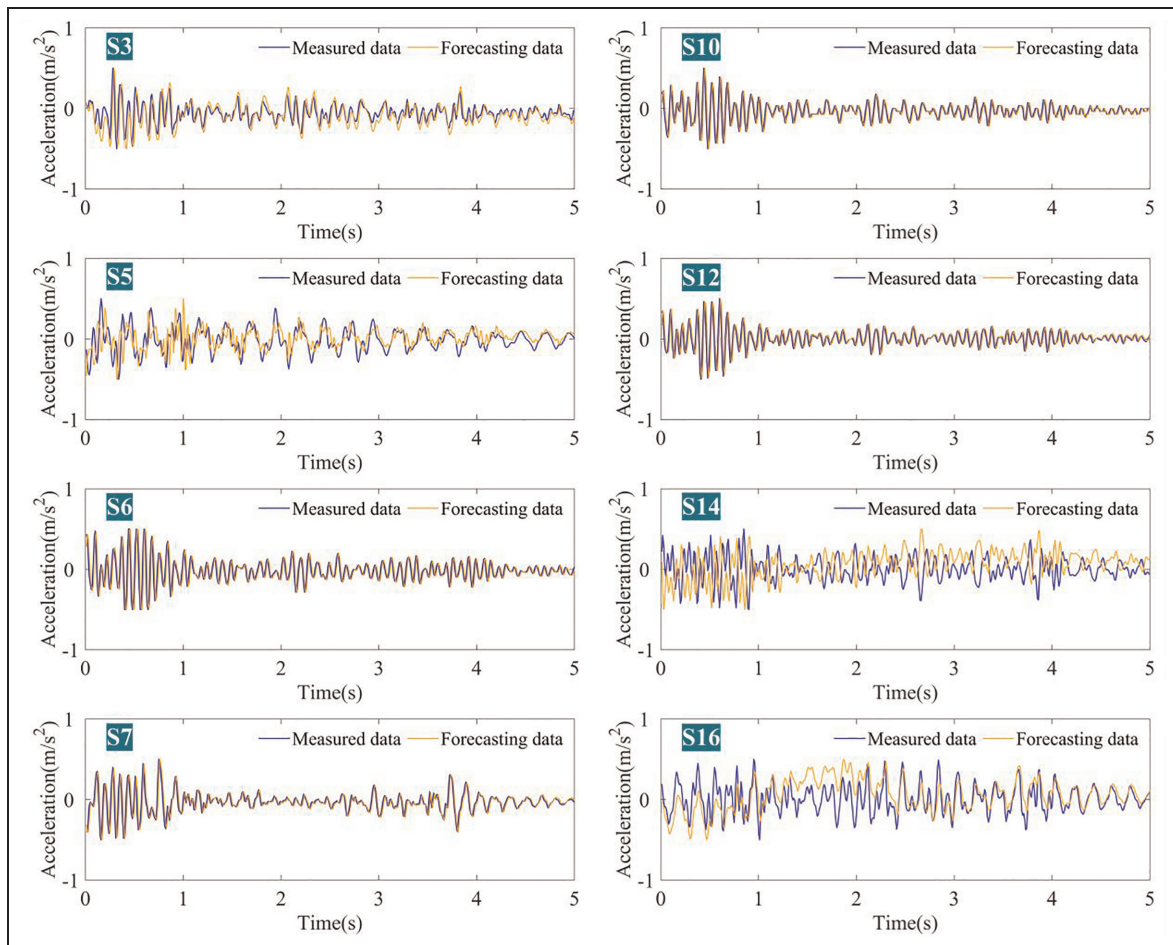 S3
Measured data Forecasting data
Acceleration(m/s²)
1
0
-1
0 1 2 3 4 5
Time(s)
S10
Measured data Forecasting data
Acceleration(m/s²)
1
0
-1
0 1 2 3 4 5
Time(s)
S5
Measured data Forecasting data
Acceleration(m/s²)
1
0
-1
0 1 2 3 4 5
Time(s)
S12
Measured data Forecasting data
Acceleration(m/s²)
1
0
-1
0 1 2 3 4 5
Time(s)
S6
Measured data Forecasting data
Acceleration(m/s²)
1
0
-1
0 1 2 3 4 5
Time(s)
S14
Measured data Forecasting data
Acceleration(m/s²)
1
0
-1
0 1 2 3 4 5
Time(s)
S7
Measured data Forecasting data
Acceleration(m/s²)
1
0
-1
0 1 2 3 4 5
Time(s)
S16
Measured data Forecasting data
Acceleration(m/s²)
1
0
-1
0 1 2 3 4 5
Time(s)